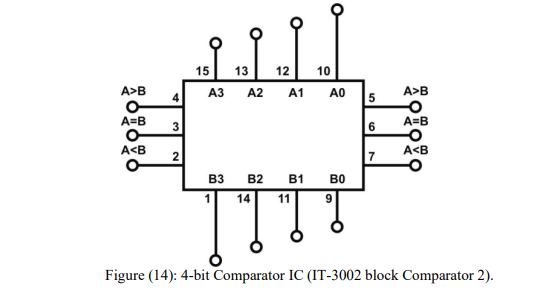 15 13 12 10
A3 A2 A1 A0
A>B 4 5 A>B
A=B 3 6 A=B
A<B 2 7 A<B
B3 B2 B1 B0
1 14 11 9
Figure (14): 4-bit Comparator IC (IT-3002 block Comparator 2).